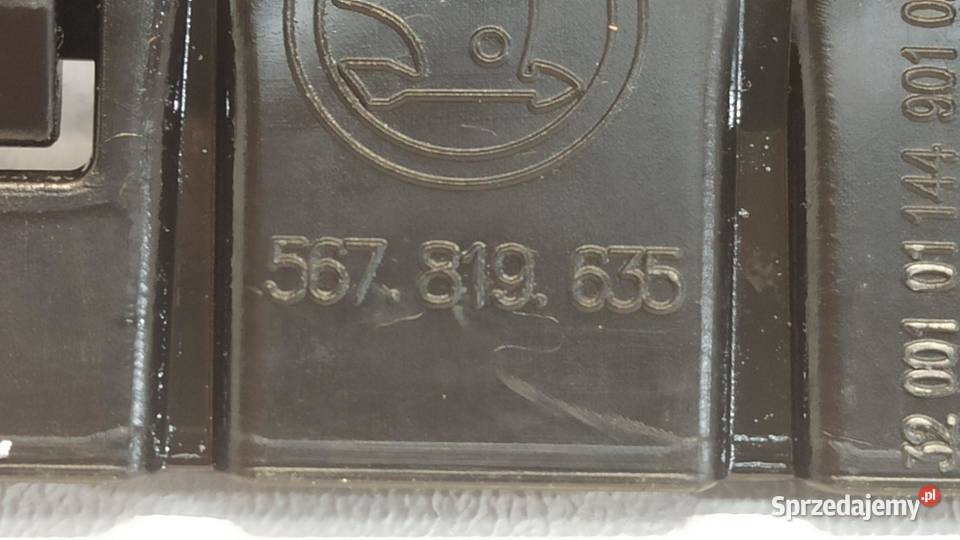 567. 819. 635
32 001 01 144 901
Sprzedajemy.pl